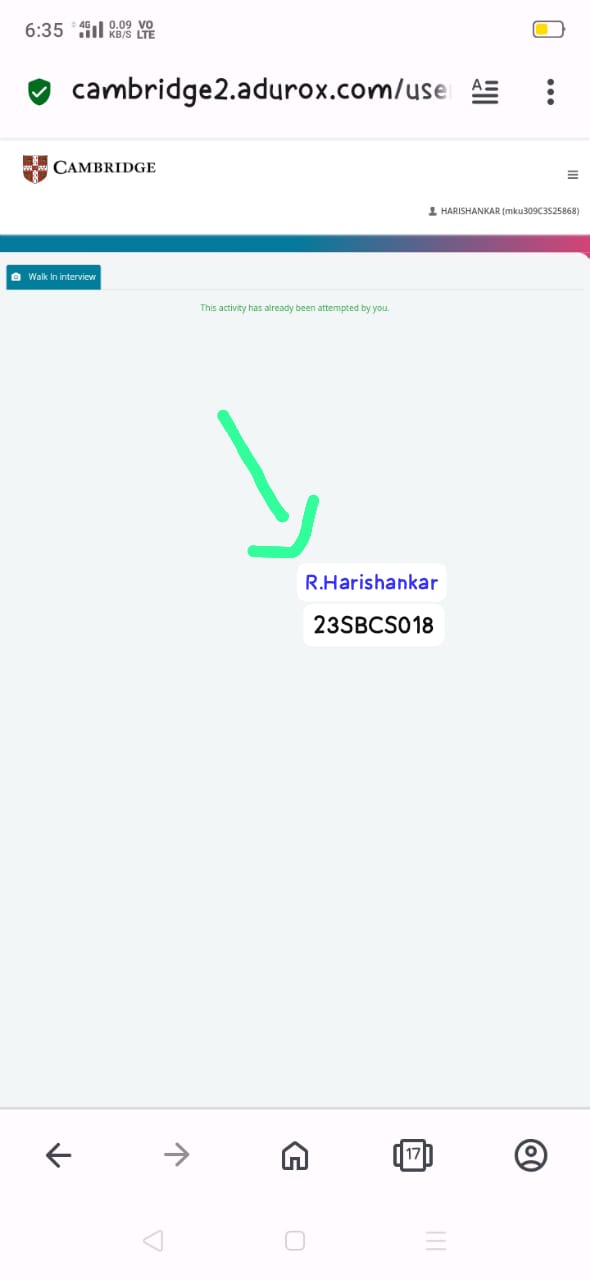 6:35 4G 0.09 KB/S VO LTE
cambridge2.adurox.com/use
CAMBRIDGE
HARISHANKAR (mku309C3S25868)
Walk In interview
This activity has already been attempted by you.
R.Harishankar
23SBCS018
17